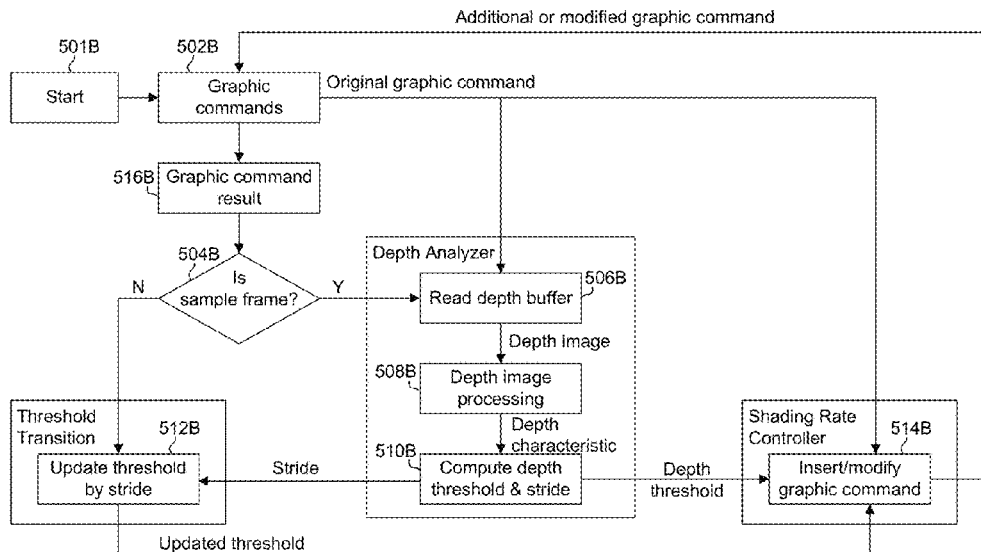 Additional or modified graphic command
501B
502B
Start
Graphic
commands
Original graphic command
516B
Graphic command
result
504B
Is
sample frame?
N
Y
Depth Analyzer
Read depth buffer
506B
Depth image
508B
Depth image
processing
Depth
characteristic
510B
Compute depth
threshold & stride
Threshold
Transition
512B
Update threshold
by stride
Stride
Depth
threshold
Shading Rate
Controller
514B
Insert/modify
graphic command
Updated threshold